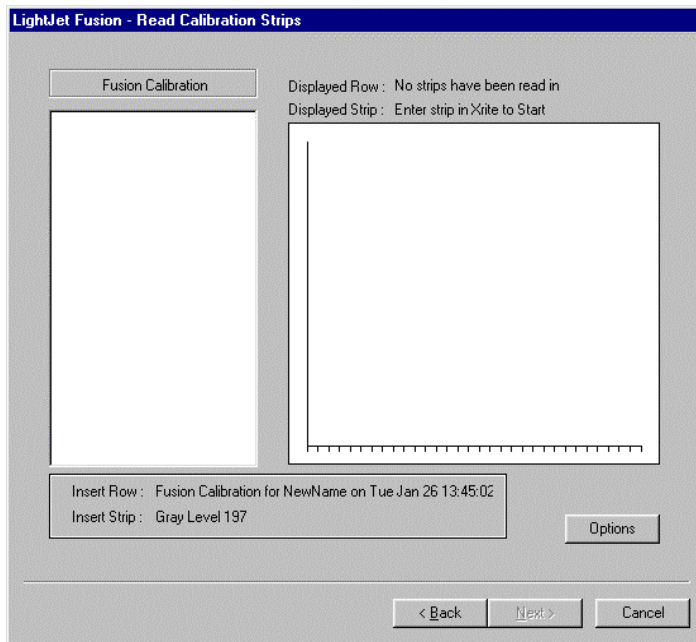 LightJet Fusion - Read Calibration Strips
Fusion Calibration
Displayed Row : No strips have been read in
Displayed Strip : Enter strip in Xrite to Start
Insert Row : Fusion Calibration for NewName on Tue Jan 26 13:45:02
Insert Strip : Gray Level 197
Options
< Back
Next >
Cancel